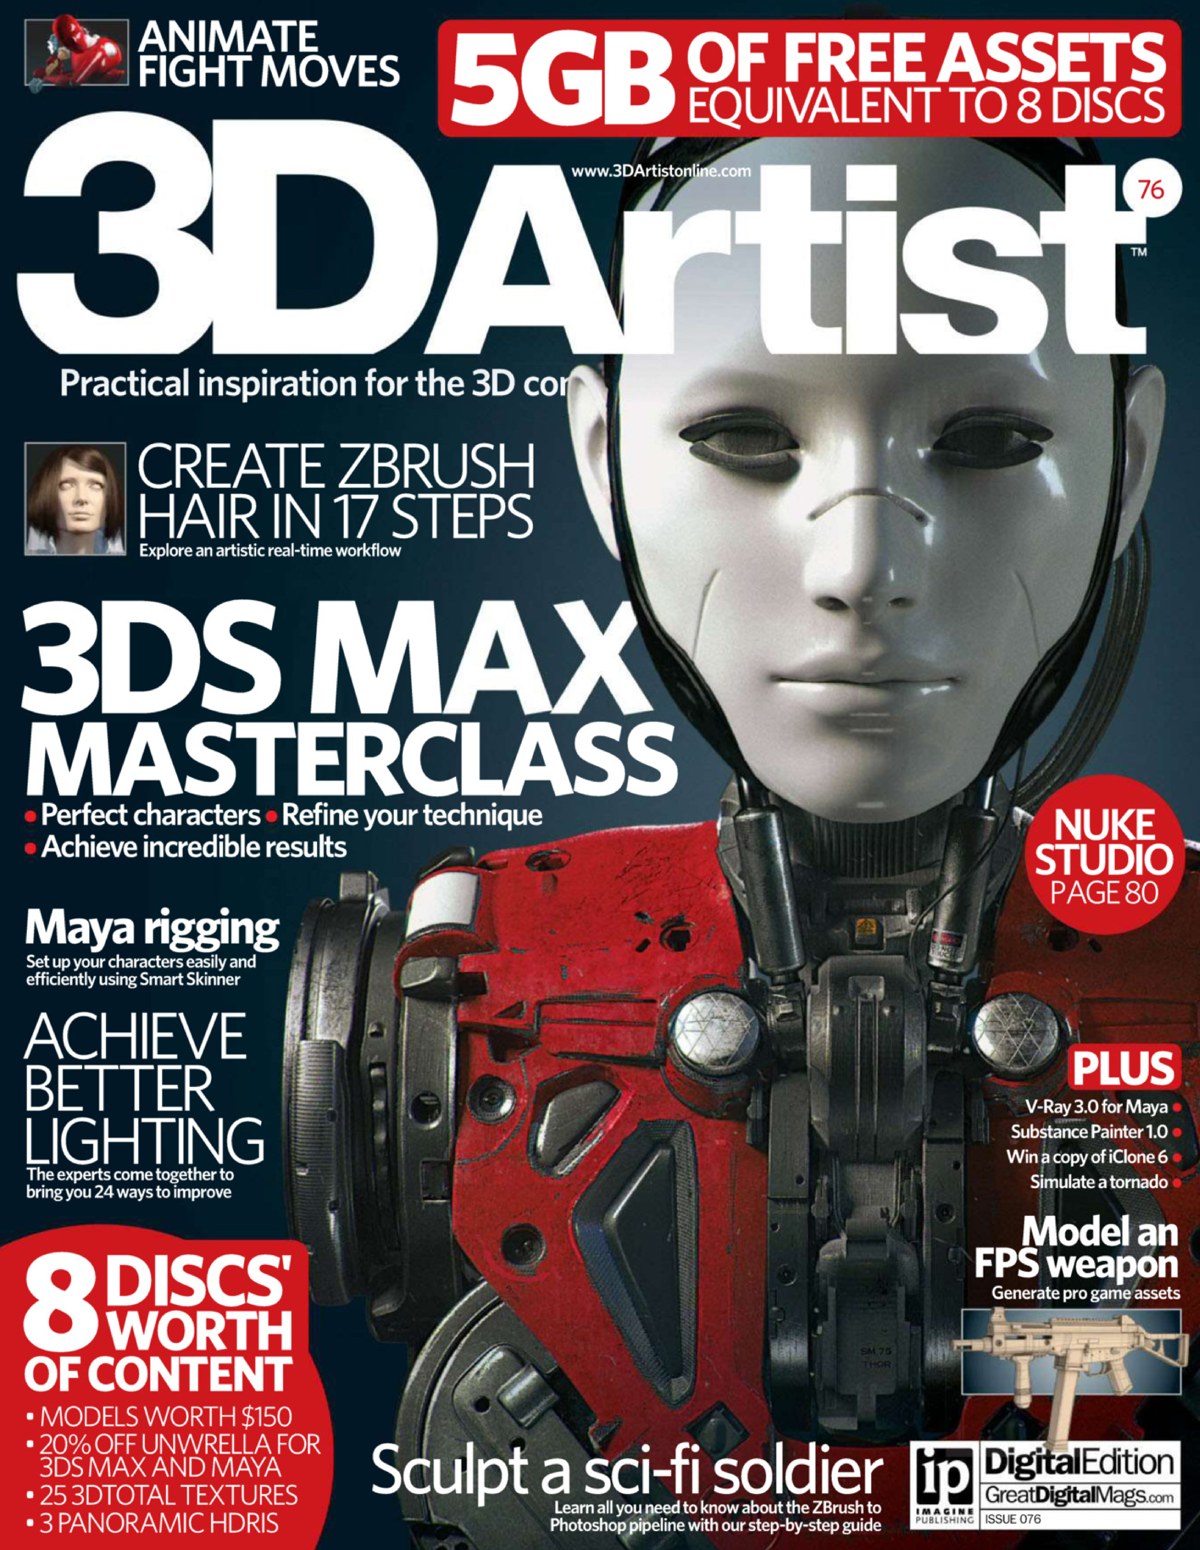 ANIMATE
FIGHT MOVES
5GB OF FREE ASSETS
EQUIVALENT TO 8 DISCS
www.3DArtistonline.com
3DArtist
76
TM
Practical inspiration for the 3D com
CREATE ZBRUSH
HAIR IN 17 STEPS
Explore an artistic real-time workflow
3DS MAX
MASTERCLASS
• Perfect characters • Refine your technique
• Achieve incredible results
NUKE
STUDIO
PAGE 80
Maya rigging
Set up your characters easily and
efficiently using Smart Skinner
ACHIEVE
BETTER
LIGHTING
The experts come together to
bring you 24 ways to improve
PLUS
V-Ray 3.0 for Maya •
Substance Painter 1.0 •
Win a copy of iClone 6 •
Simulate a tornado •
Model an
FPS weapon
Generate pro game assets
8 DISCS'
WORTH
OF CONTENT
• MODELS WORTH $150
• 20% OFF UNWRELLA FOR
3DS MAX AND MAYA
• 25 3DTOTAL TEXTURES
• 3 PANORAMIC HDRIS
SM 75
THOR
Sculpt a sci-fi soldier
Learn all you need to know about the ZBrush to
Photoshop pipeline with our step-by-step guide
ip
IMAGINE
PUBLISHING
DigitalEdition
GreatDigitalMags.com
ISSUE 076